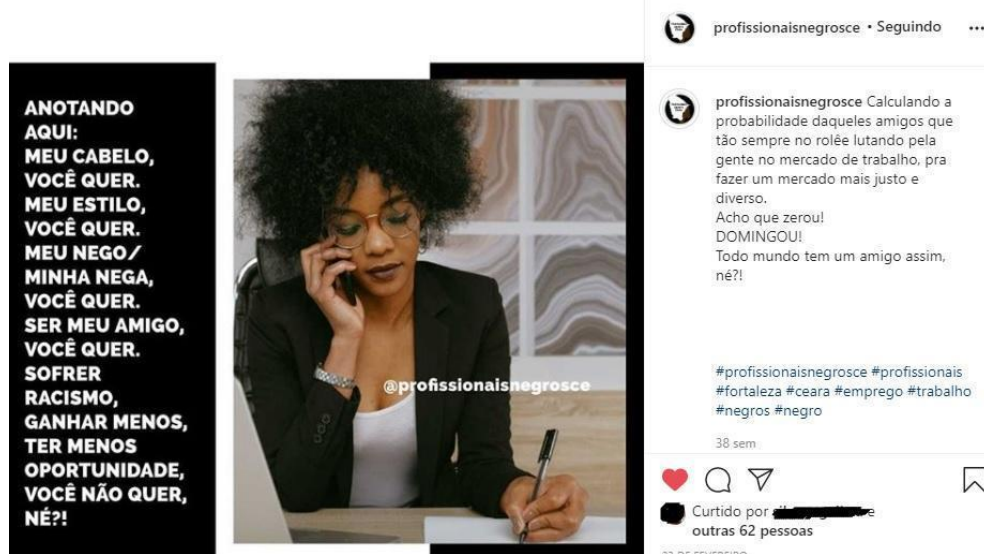 ANOTANDO
AQUI:
MEU CABELO,
VOCÊ QUER.
MEU ESTILO,
VOCÊ QUER.
MEU NEGO/
MINHA NEGA,
VOCÊ QUER.
SER MEU AMIGO,
VOCÊ QUER.
SOFRER
RACISMO,
GANHAR MENOS,
TER MENOS
OPORTUNIDADE,
VOCÊ NÃO QUER,
NÉ?!
@profissionaisnegrosce
profissionaisnegrosce • Seguindo
profissionaisnegrosce Calculando a
probabilidade daqueles amigos que
tão sempre no rolêe lutando pela
gente no mercado de trabalho, pra
fazer um mercado mais justo e
diverso.
Acho que zerou!
DOMINGOU!
Todo mundo tem um amigo assim,
né?!
#profissionaisnegrosce #profissionais
#fortaleza #ceara #emprego #trabalho
#negros #negro
38 sem
Curtido por e
outras 62 pessoas
DE FEVEREIRO